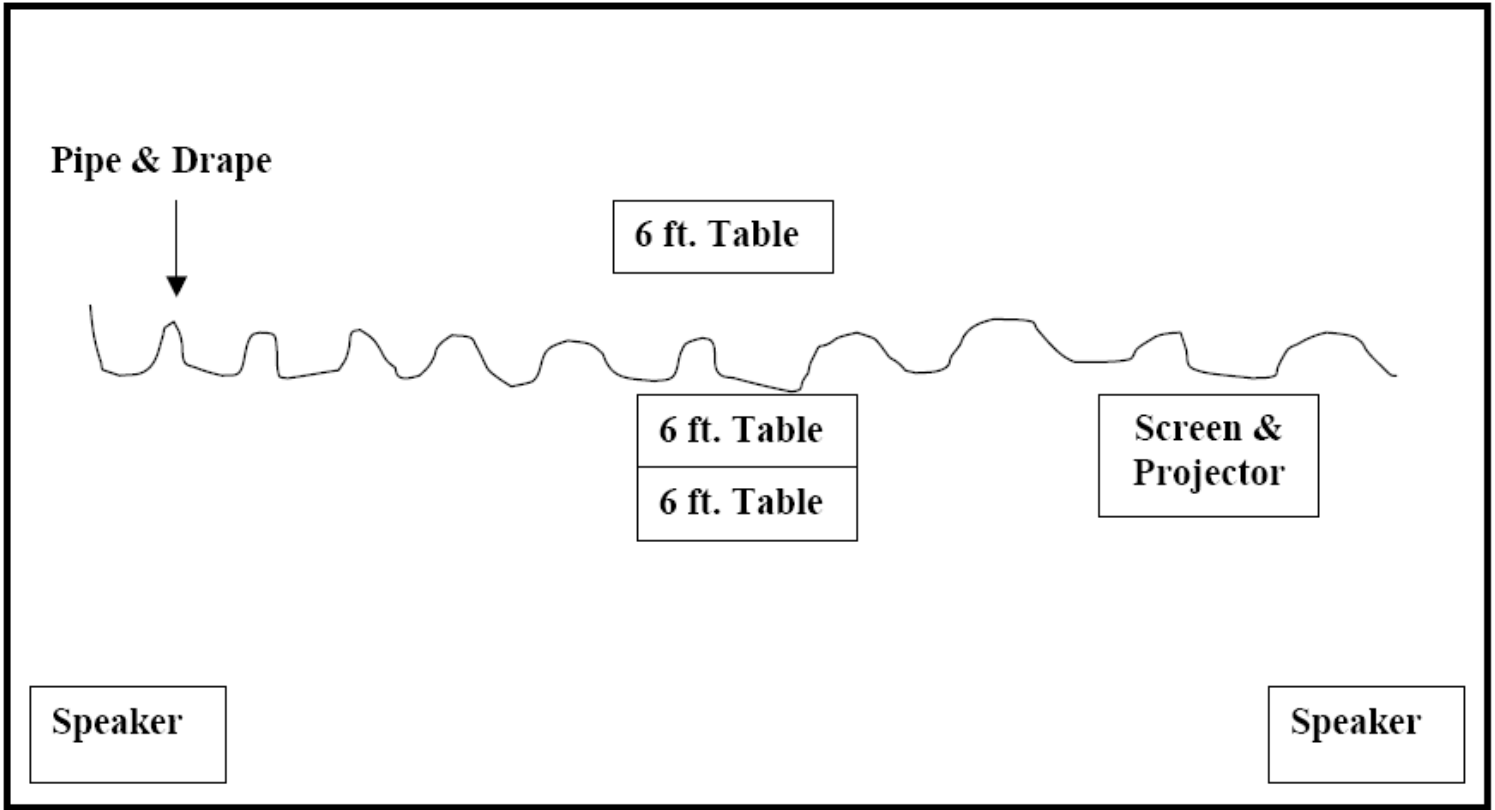 Pipe & Drape
6 ft. Table
6 ft. Table
6 ft. Table
Screen &
Projector
Speaker
Speaker